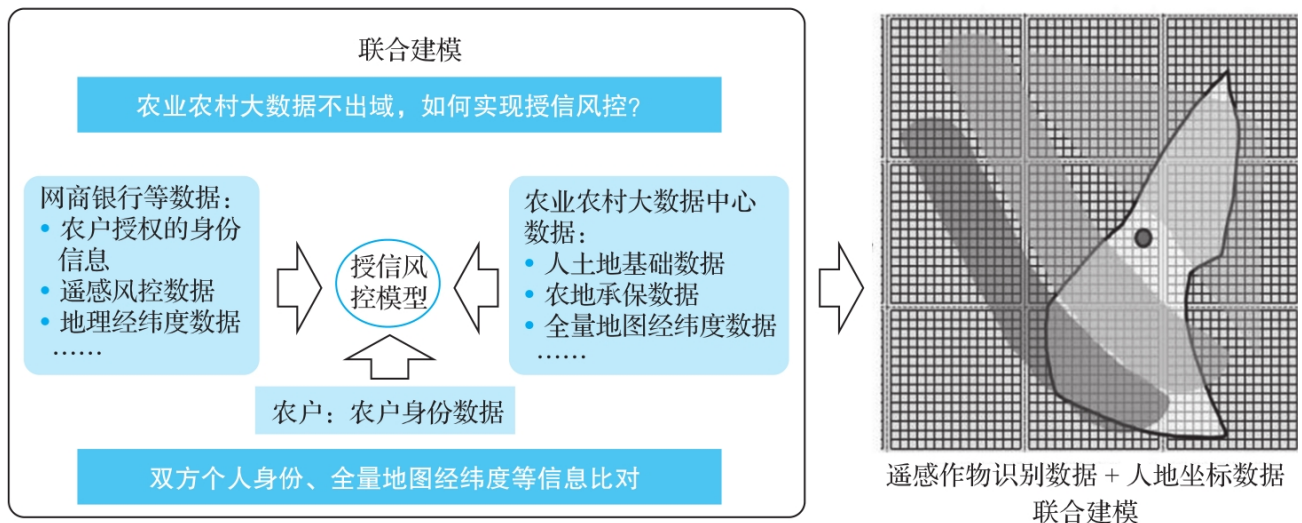 联合建模
农业农村大数据不出域，如何实现授信风控？
网商银行等数据：
• 农户授权的身份
信息
• 遥感风控数据
• 地理经纬度数据
……
授信风
控模型
农业农村大数据中心
数据：
• 人土地基础数据
• 农地承保数据
• 全量地图经纬度数据
……
农户：农户身份数据
双方个人身份、全量地图经纬度等信息比对
遥感作物识别数据 + 人地坐标数据
联合建模